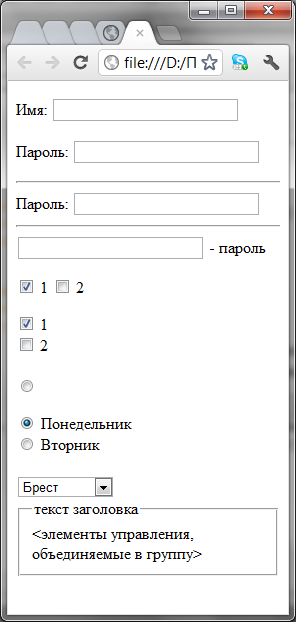 file:///D:/П
Имя:
Пароль:
Пароль:
- пароль
1 2
1
2
Понедельник
Вторник
Брест
текст заголовка
<элементы управления,
объединяемые в группу>